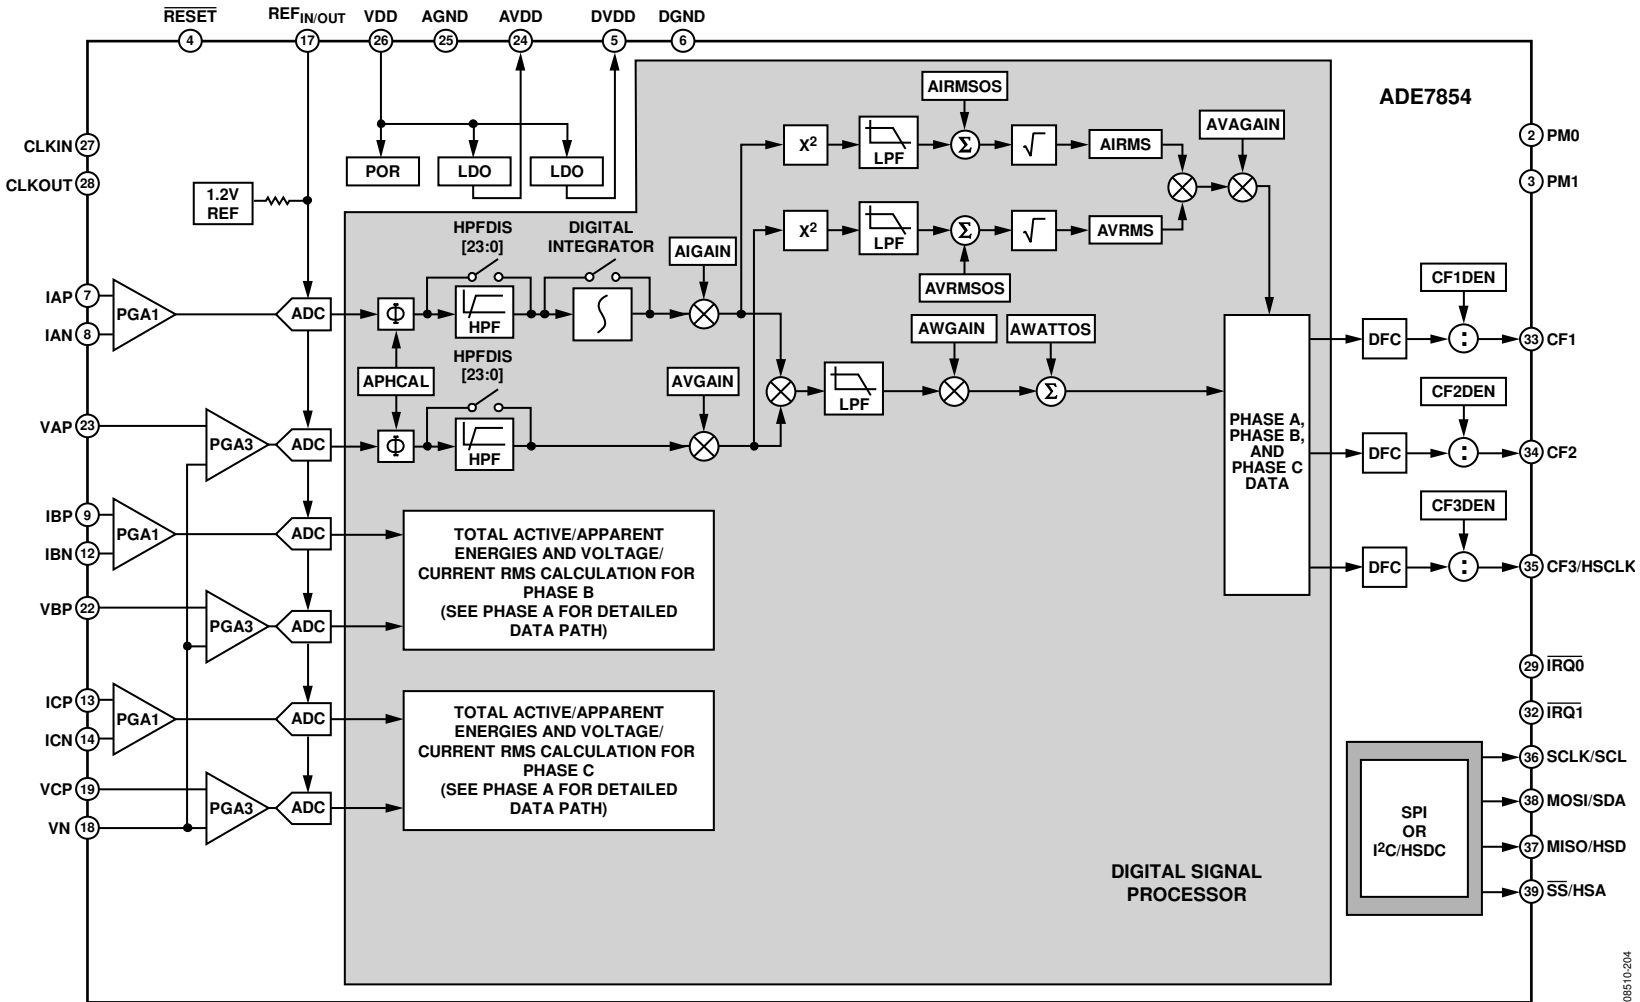 RESET
REFIN/OUT
VDD
AGND
AVDD
DVDD
DGND
4
17
26
25
24
5
6
ADE7854
CLKIN 27
CLKOUT 28
POR
LDO
LDO
1.2V
REF
AIRMSOS
AVAGAIN
X²
LPF
Σ
√
AIRMS
X²
LPF
Σ
√
AVRMS
AVRMSOS
2 PM0
3 PM1
HPFDIS
[23:0]
DIGITAL
INTEGRATOR
AIGAIN
IAP 7
IAN 8
PGA1
ADC
Φ
HPF
∫
APHCAL
HPFDIS
[23:0]
AVGAIN
AWGAIN
AWATTOS
LPF
Σ
VAP 23
PGA3
ADC
Φ
HPF
PHASE A,
PHASE B,
AND
PHASE C
DATA
CF1DEN
DFC
:
33 CF1
CF2DEN
DFC
:
34 CF2
CF3DEN
DFC
:
35 CF3/HSCLK
IBP 9
IBN 12
PGA1
ADC
VBP 22
PGA3
ADC
TOTAL ACTIVE/APPARENT
ENERGIES AND VOLTAGE/
CURRENT RMS CALCULATION FOR
PHASE B
(SEE PHASE A FOR DETAILED
DATA PATH)
ICP 13
ICN 14
PGA1
ADC
VCP 19
VN 18
PGA3
ADC
TOTAL ACTIVE/APPARENT
ENERGIES AND VOLTAGE/
CURRENT RMS CALCULATION FOR
PHASE C
(SEE PHASE A FOR DETAILED
DATA PATH)
29 IRQ0
32 IRQ1
SPI
OR
I²C/HSDC
36 SCLK/SCL
38 MOSI/SDA
37 MISO/HSD
39 SS/HSA
DIGITAL SIGNAL
PROCESSOR
08510-204